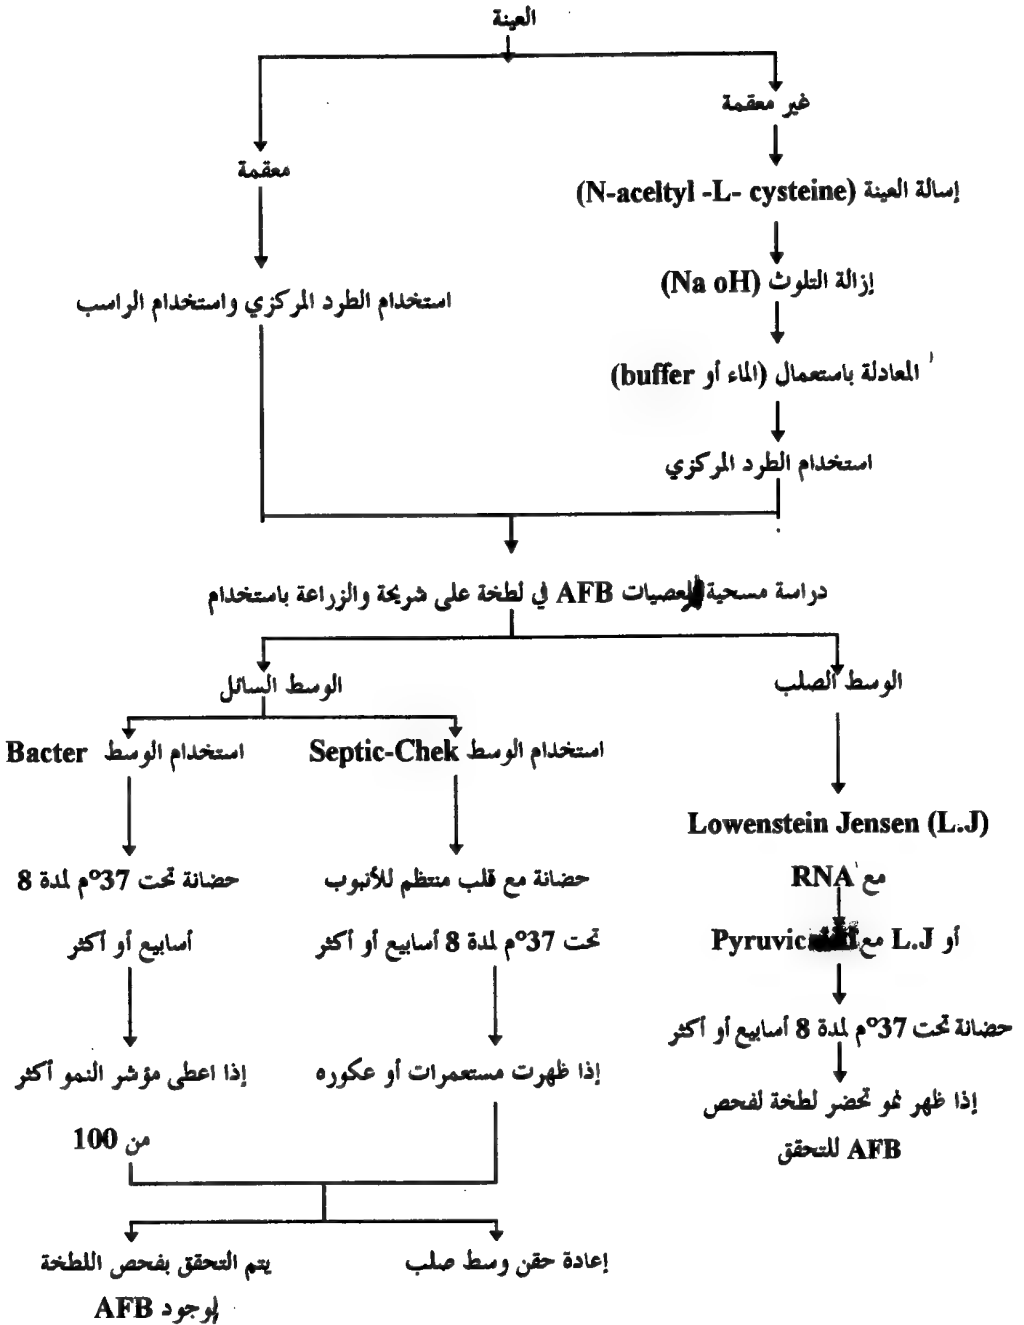 العينة
غير معقمة
معقمة
إسالة العينة (N-aceltyl -L- cysteine)
إزالة التلوث (Na oH)
استخدام الطرد المركزي واستخدام الراسب
المعادلة باستعمال (الماء أو buffer)
استخدام الطرد المركزي
دراسة مسحية لعصيات AFB في لطخة على شريحة والزراعة باستخدام
الوسط الصلب
الوسط السائل
استخدام الوسط Septic-Chek
استخدام الوسط Bacter
Lowenstein Jensen (L.J)
مع RNA
أو L.J مع Pyruvic
حضانة تحت 37°م لمدة 8 أسابيع أو أكثر
إذا ظهر نمو تحضر لطخة لفحص
AFB للتحقق
حضانة مع قلب منتظم للأنبوب
تحت 37°م لمدة 8 أسابيع أو أكثر
إذا ظهرت مستعمرات أو عكوره
حضانة تحت 37°م لمدة 8
أسابيع أو أكثر
إذا اعطى مؤشر النمو أكثر
من 100
إعادة حقن وسط صلب
يتم التحقق بفحص اللطخة
لوجود AFB